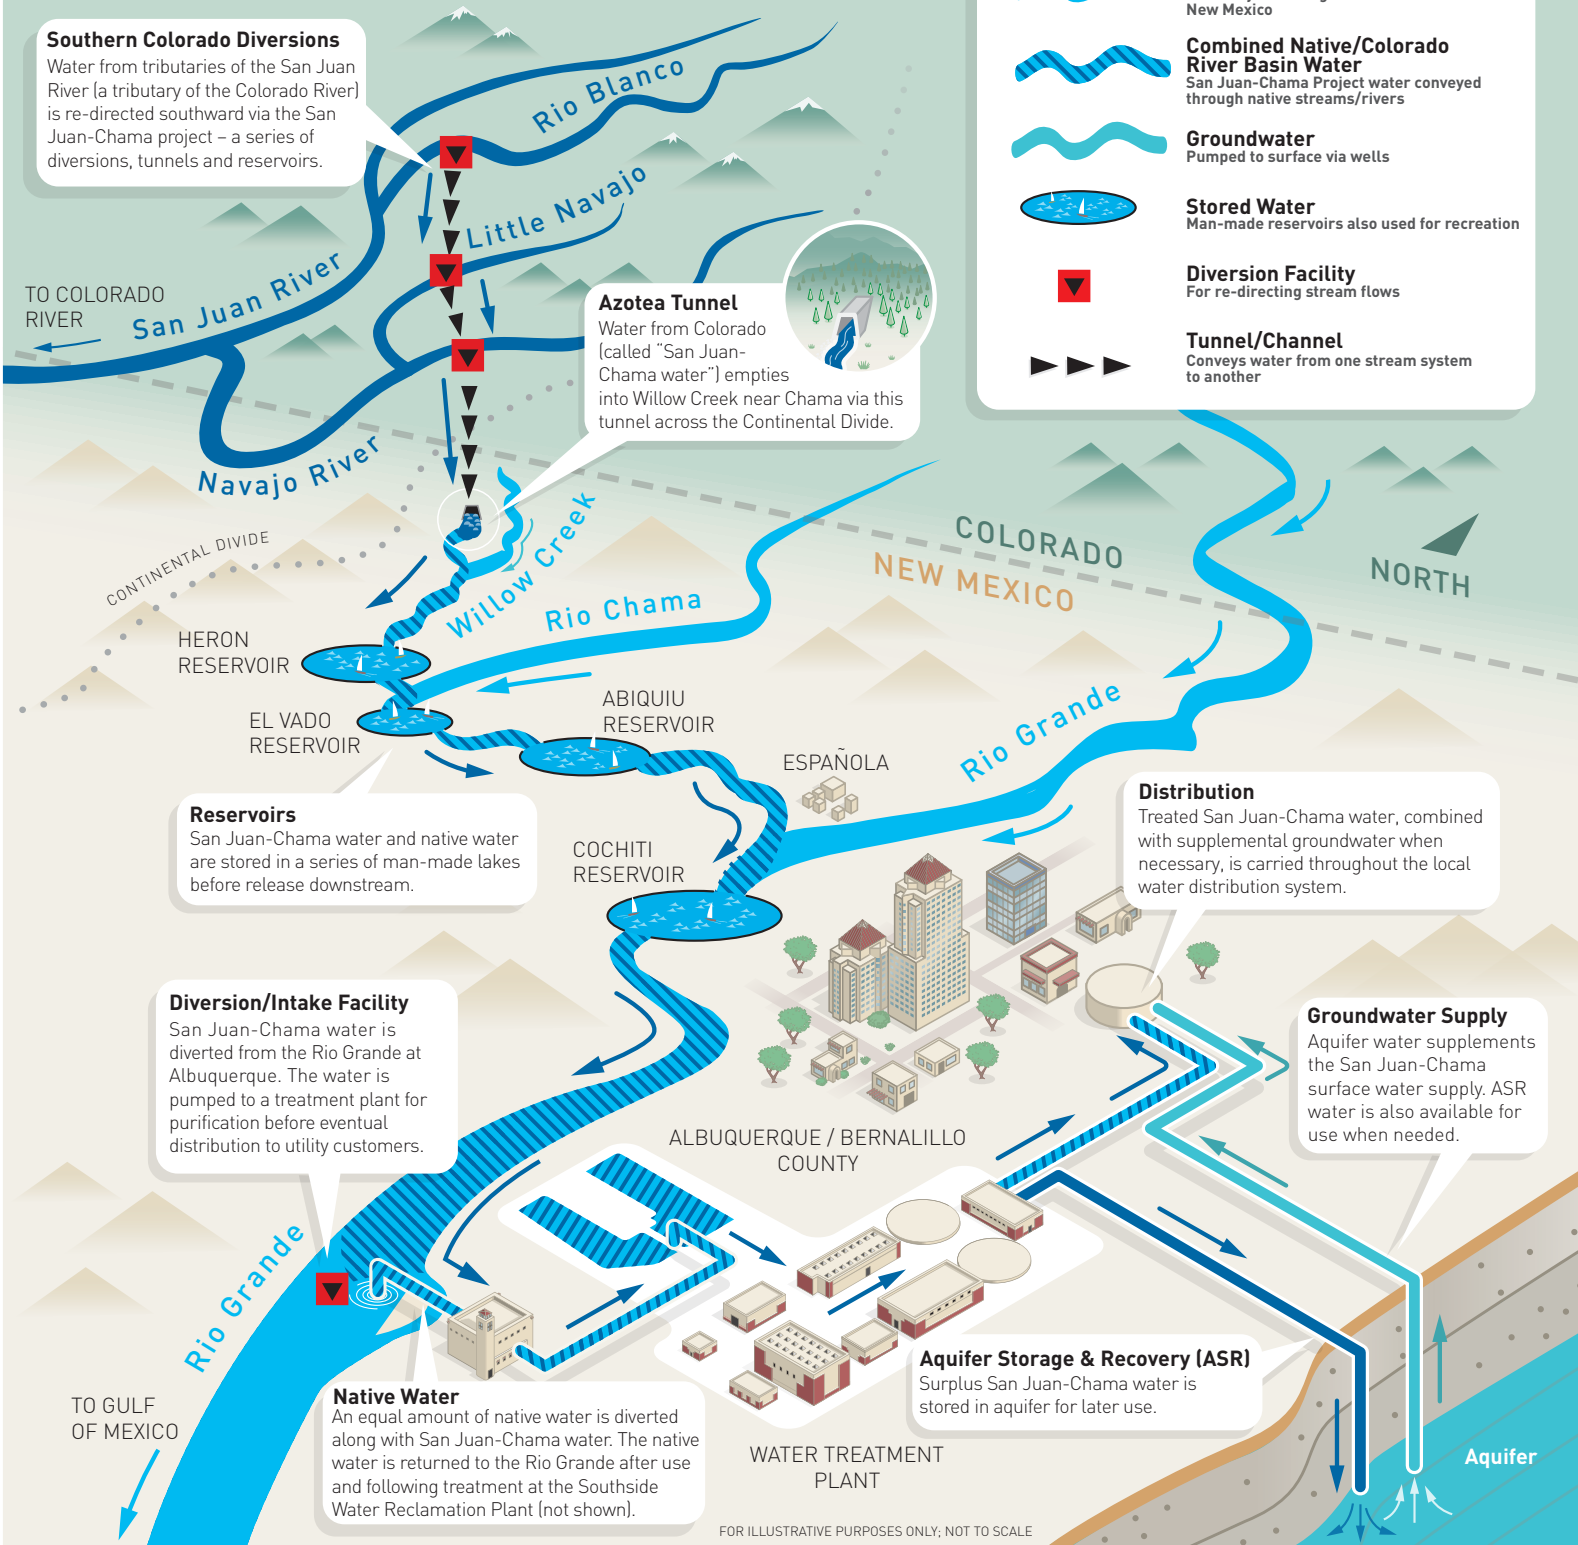 Southern Colorado Diversions
Water from tributaries of the San Juan
River (a tributary of the Colorado River)
is re-directed southward via the San
Juan-Chama project – a series of
diversions, tunnels and reservoirs.
New Mexico
Combined Native/Colorado
River Basin Water
San Juan-Chama Project water conveyed
through native streams/rivers
Groundwater
Pumped to surface via wells
Stored Water
Man-made reservoirs also used for recreation
Diversion Facility
For re-directing stream flows
Tunnel/Channel
Conveys water from one stream system
to another
Rio Blanco
Little Navajo
San Juan River
TO COLORADO
RIVER
Navajo River
Azotea Tunnel
Water from Colorado
(called “San Juan-
Chama water”) empties
into Willow Creek near Chama via this
tunnel across the Continental Divide.
CONTINENTAL DIVIDE
Willow Creek
Rio Chama
COLORADO
NEW MEXICO
NORTH
HERON
RESERVOIR
EL VADO
RESERVOIR
ABIQUIU
RESERVOIR
ESPAÑOLA
Rio Grande
Reservoirs
San Juan-Chama water and native water
are stored in a series of man-made lakes
before release downstream.
COCHITI
RESERVOIR
Distribution
Treated San Juan-Chama water, combined
with supplemental groundwater when
necessary, is carried throughout the local
water distribution system.
Diversion/Intake Facility
San Juan-Chama water is
diverted from the Rio Grande at
Albuquerque. The water is
pumped to a treatment plant for
purification before eventual
distribution to utility customers.
Groundwater Supply
Aquifer water supplements
the San Juan-Chama
surface water supply. ASR
water is also available for
use when needed.
ALBUQUERQUE / BERNALILLO
COUNTY
Rio Grande
TO GULF
OF MEXICO
Native Water
An equal amount of native water is diverted
along with San Juan-Chama water. The native
water is returned to the Rio Grande after use
and following treatment at the Southside
Water Reclamation Plant (not shown).
Aquifer Storage & Recovery (ASR)
Surplus San Juan-Chama water is
stored in aquifer for later use.
WATER TREATMENT
PLANT
Aquifer
FOR ILLUSTRATIVE PURPOSES ONLY; NOT TO SCALE